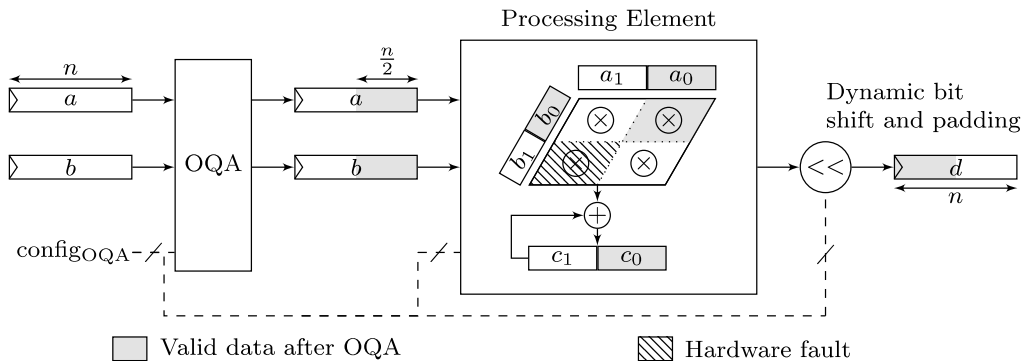 Processing Element
n
n/2
a₁ a₀
a
a
b₁ b₀
× ×
Dynamic bit
shift and padding
b
OQA
b
× ×
<<
d
n
+
config_OQA
c₁ c₀
Valid data after OQA
Hardware fault